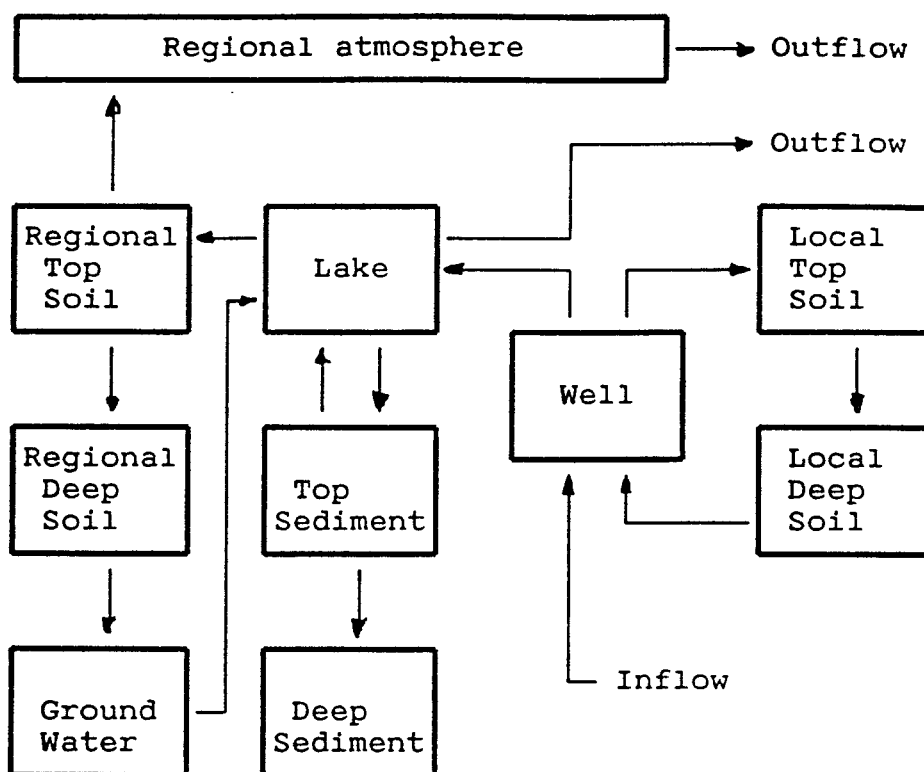 Regional atmosphere
Outflow
Outflow
Regional
Top
Soil
Lake
Local
Top
Soil
Well
Regional
Deep
Soil
Top
Sediment
Local
Deep
Soil
Inflow
Ground
Water
Deep
Sediment